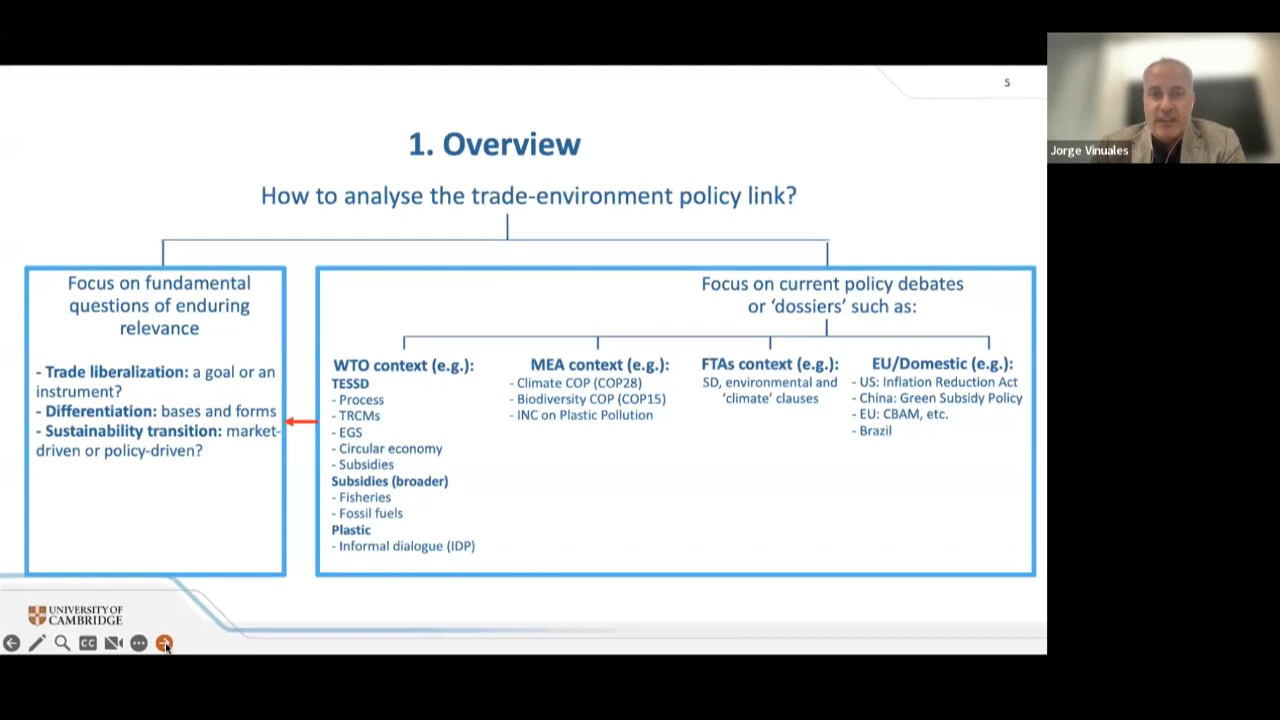 5
1. Overview
How to analyse the trade-environment policy link?
Focus on fundamental
questions of enduring
relevance
- Trade liberalization: a goal or an
instrument?
- Differentiation: bases and forms
- Sustainability transition: market-
driven or policy-driven?
Focus on current policy debates
or ‘dossiers’ such as:
WTO context (e.g.):
TESSD
- Process
- TRCMs
- EGS
- Circular economy
- Subsidies
Subsidies (broader)
- Fisheries
- Fossil fuels
Plastic
- Informal dialogue (IDP)
MEA context (e.g.):
- Climate COP (COP28)
- Biodiversity COP (COP15)
- INC on Plastic Pollution
FTAs context (e.g.):
SD, environmental and
‘climate’ clauses
EU/Domestic (e.g.):
- US: Inflation Reduction Act
- China: Green Subsidy Policy
- EU: CBAM, etc.
- Brazil
UNIVERSITY OF
CAMBRIDGE
CC
Jorge Vinuales